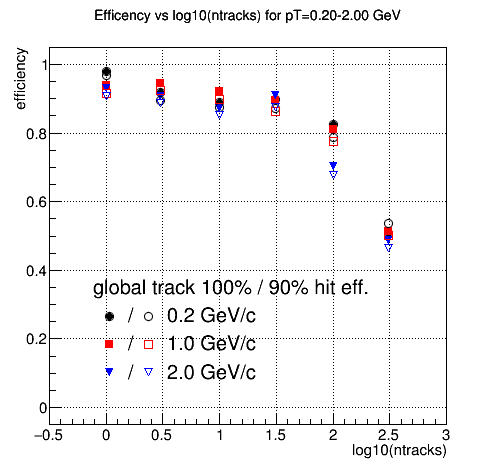 Efficency vs log10(ntracks) for pT=0.20-2.00 GeV
efficiency
1
0.8
0.6
0.4
0.2
0
global track 100% / 90% hit eff.
/ 0.2 GeV/c
/ 1.0 GeV/c
/ 2.0 GeV/c
−0.5 0 0.5 1 1.5 2 2.5 3
log10(ntracks)